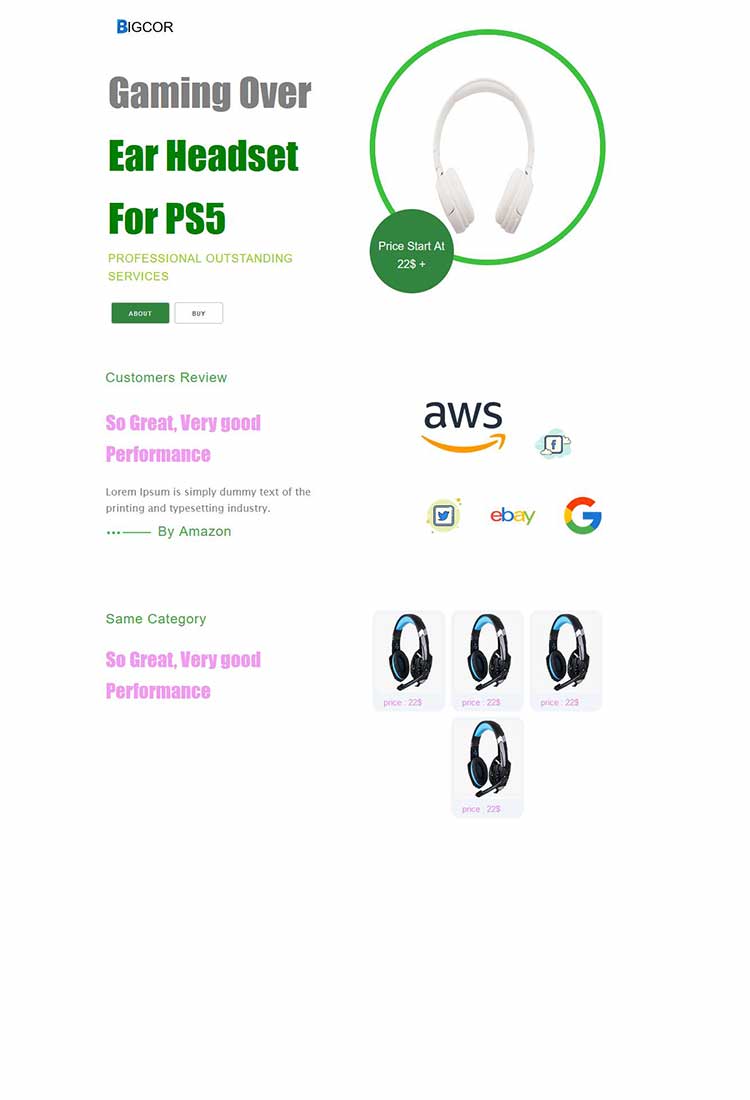 BIGCOR
Gaming Over
Ear Headset
For PS5
PROFESSIONAL OUTSTANDING
SERVICES
ABOUT
BUY
Price Start At
22$ +
Customers Review
So Great, Very good
Performance
Lorem Ipsum is simply dummy text of the
printing and typesetting industry.
By Amazon
aws
f
ebay
G
Same Category
So Great, Very good
Performance
price : 22$
price : 22$
price : 22$
price : 22$